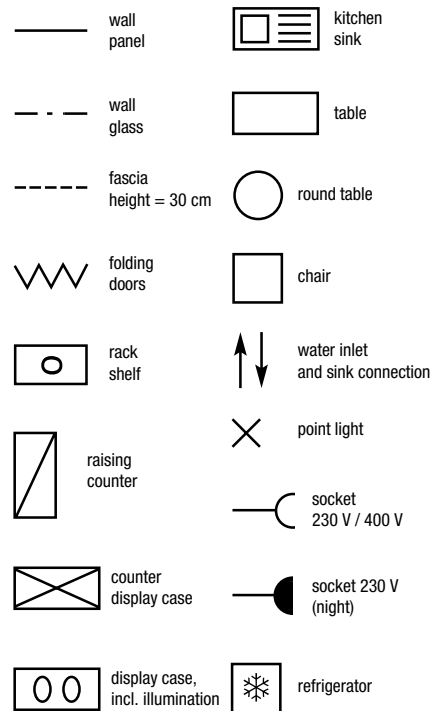 wall
panel
wall
glass
fascia
height = 30 cm
folding
doors
rack
shelf
raising
counter
counter
display case
display case,
incl. illumination
kitchen
sink
table
round table
chair
water inlet
and sink connection
point light
socket
230 V / 400 V
socket 230 V
(night)
refrigerator